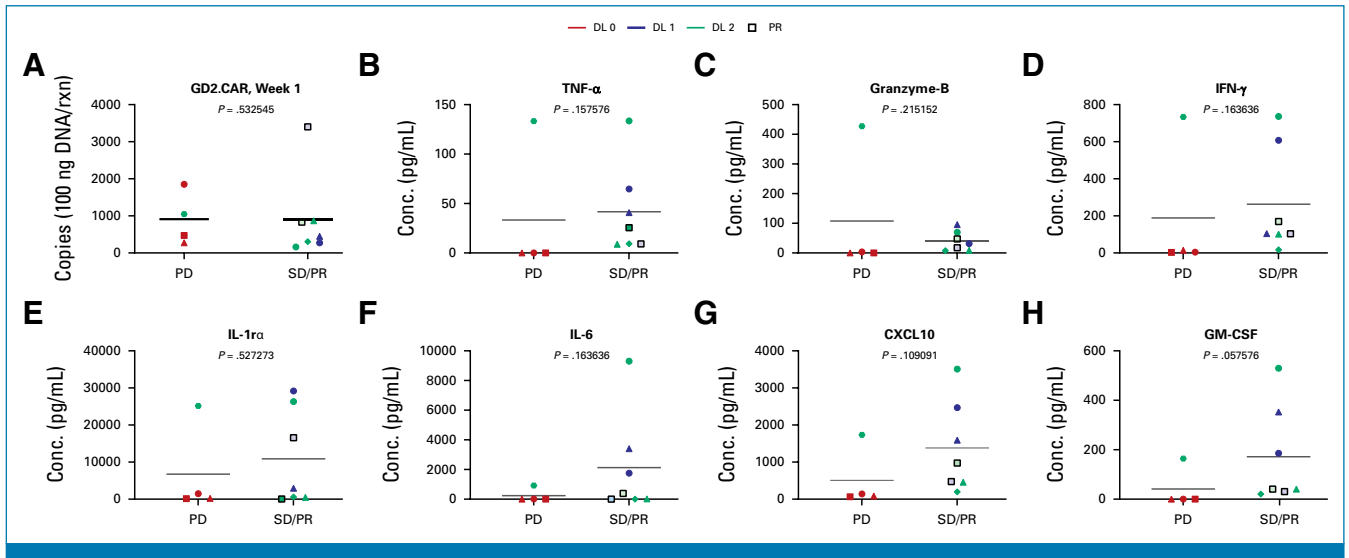 DL 0 DL 1 DL 2 PR
A
GD2.CAR, Week 1
P = .532545
Copies (100 ng DNA/rxn)
4000
3000
2000
1000
0
PD SD/PR
B
TNF-α
P = .157576
Conc. (pg/mL)
150
100
50
0
PD SD/PR
C
Granzyme-B
P = .215152
Conc. (pg/mL)
500
400
300
200
100
0
PD SD/PR
D
IFN-γ
P = .163636
Conc. (pg/mL)
800
600
400
200
0
PD SD/PR
E
IL-1rα
P = .527273
Conc. (pg/mL)
40000
30000
20000
10000
0
PD SD/PR
F
IL-6
P = .163636
Conc. (pg/mL)
10000
8000
6000
4000
2000
0
PD SD/PR
G
CXCL10
P = .109091
Conc. (pg/mL)
4000
3000
2000
1000
0
PD SD/PR
H
GM-CSF
P = .057576
Conc. (pg/mL)
600
400
200
0
PD SD/PR